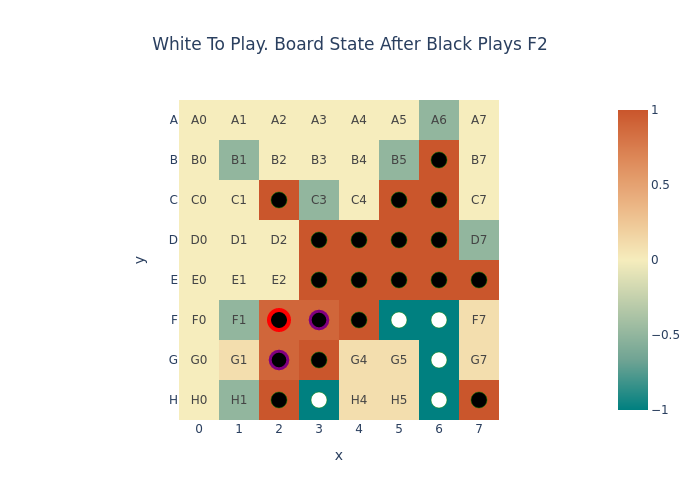 White To Play. Board State After Black Plays F2
A A0 A1 A2 A3 A4 A5 A6 A7
B B0 B1 B2 B3 B4 B5 B7
C C0 C1 C3 C4 C7
D D0 D1 D2 D7
E E0 E1 E2
F F0 F1 F7
G G0 G1 G4 G5 G7
H H0 H1 H4 H5
0 1 2 3 4 5 6 7
x
y
1
0.5
0
−0.5
−1